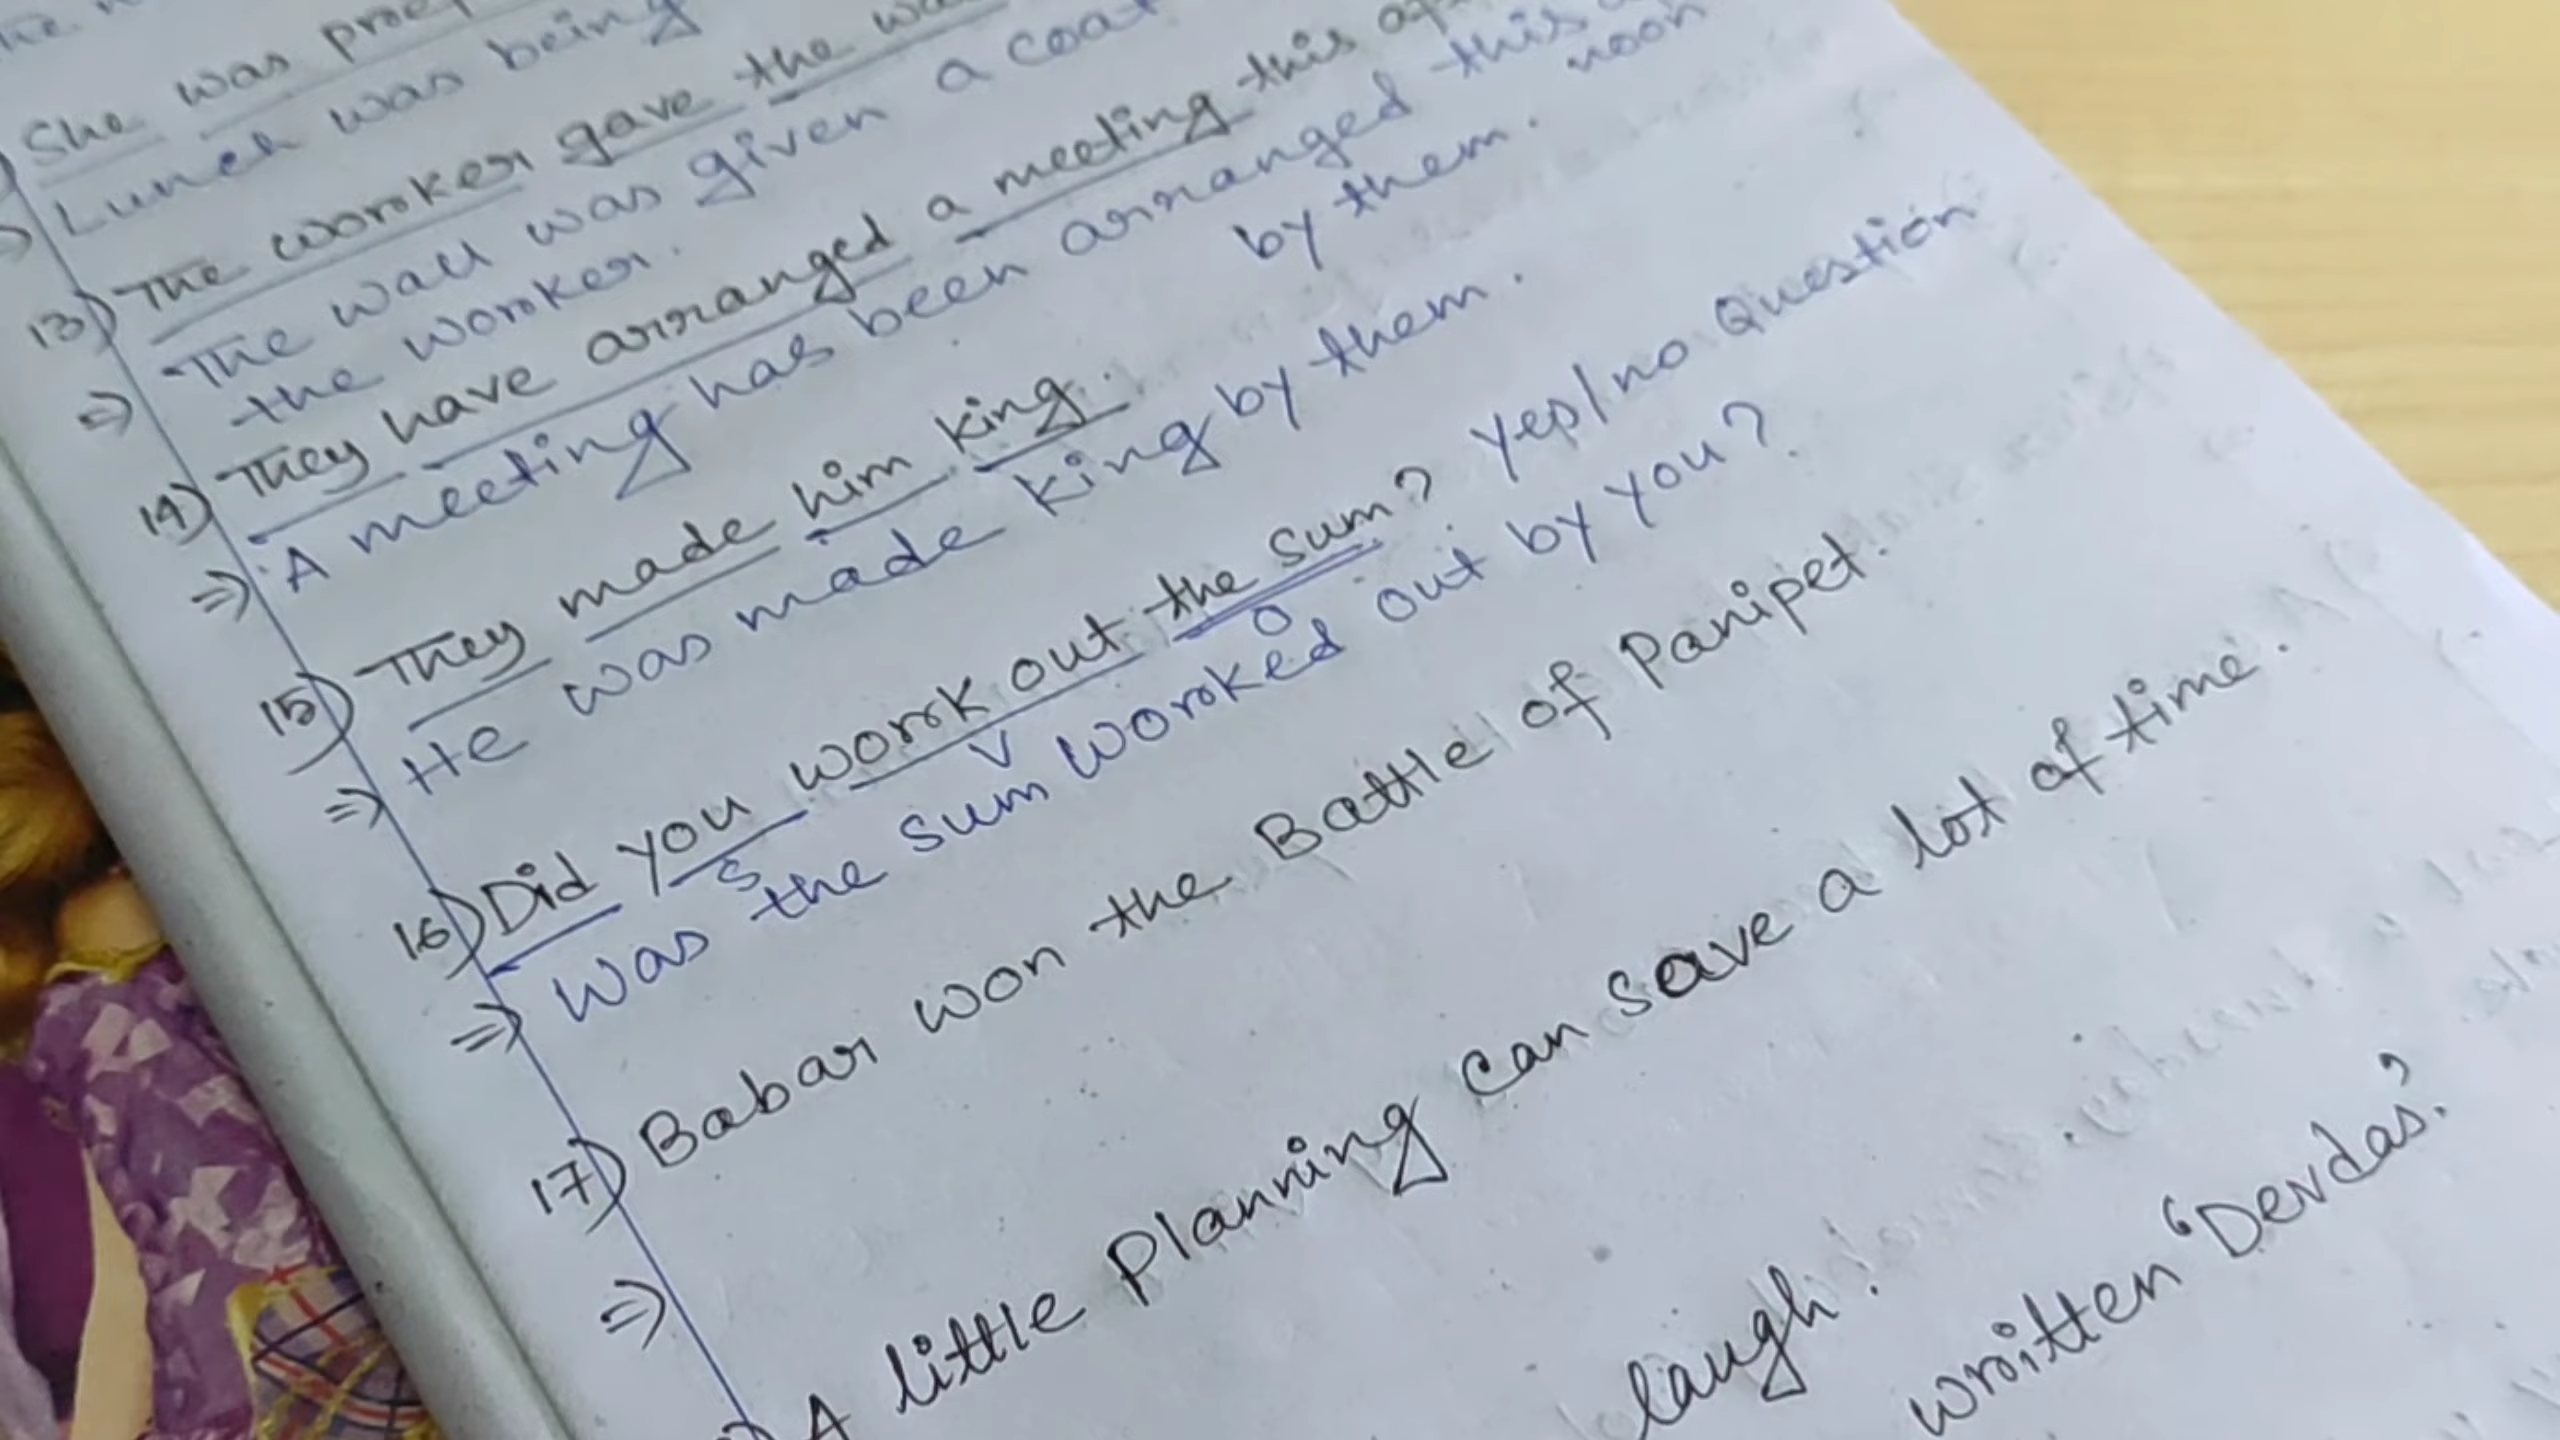 She was
Lunch was being
13) The worker gave the
⇒ The wall was given a coat
the worker.
14) They have arranged a meeting this
⇒ A meeting has been arranged this
noon
by them.
15) They made him king.
⇒ He was made king by them.
16) Did you work out the sum? Yes/no Question
S V O
⇒ Was the sum worked out by you?
17) Babar won the Battle of Panipet.
⇒
A little Planning can save a lot of time.
laugh.
written 'Devdas'.